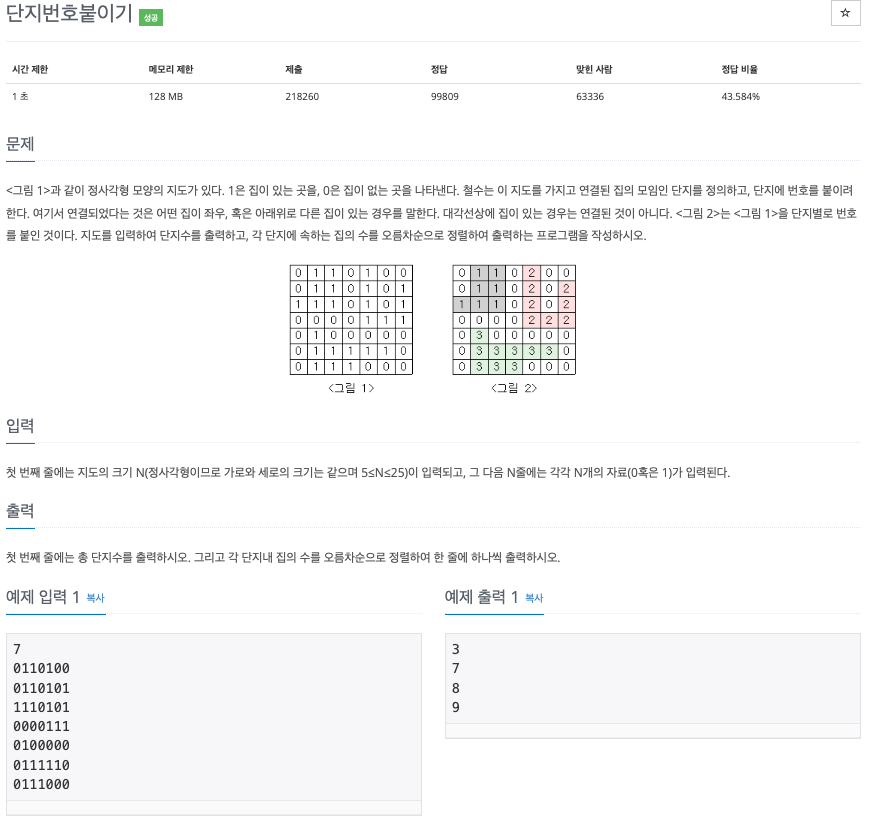 단지번호붙이기 성공
☆
시간 제한 메모리 제한 제출 정답 맞힌 사람 정답 비율
1 초 128 MB 218260 99809 63336 43.584%
문제
<그림 1>과 같이 정사각형 모양의 지도가 있다. 1은 집이 있는 곳을, 0은 집이 없는 곳을 나타낸다. 철수는 이 지도를 가지고 연결된 집의 모임인 단지를 정의하고, 단지에 번호를 붙이려
한다. 여기서 연결되었다는 것은 어떤 집이 좌우, 혹은 아래위로 다른 집이 있는 경우를 말한다. 대각선상에 집이 있는 경우는 연결된 것이 아니다. <그림 2>는 <그림 1>을 단지별로 번호
를 붙인 것이다. 지도를 입력하여 단지수를 출력하고, 각 단지에 속하는 집의 수를 오름차순으로 정렬하여 출력하는 프로그램을 작성하시오.
0 1 1 0 1 0 0
0 1 1 0 1 0 1
1 1 1 0 1 0 1
0 0 0 0 1 1 1
0 1 0 0 0 0 0
0 1 1 1 1 1 0
0 1 1 1 0 0 0
<그림 1>
0 1 1 0 2 0 0
0 1 1 0 2 0 2
1 1 1 0 2 0 2
0 0 0 0 2 2 2
0 3 0 0 0 0 0
0 3 3 3 3 3 0
0 3 3 3 0 0 0
<그림 2>
입력
첫 번째 줄에는 지도의 크기 N(정사각형이므로 가로와 세로의 크기는 같으며 5≤N≤25)이 입력되고, 그 다음 N줄에는 각각 N개의 자료(0혹은 1)가 입력된다.
출력
첫 번째 줄에는 총 단지수를 출력하시오. 그리고 각 단지내 집의 수를 오름차순으로 정렬하여 한 줄에 하나씩 출력하시오.
예제 입력 1 복사
7
0110100
0110101
1110101
0000111
0100000
0111110
0111000
예제 출력 1 복사
3
7
8
9